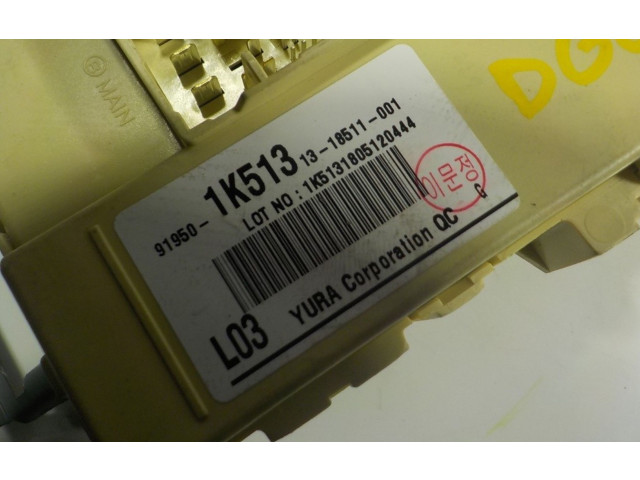 MAIN
DG
91950-1K513 13-18511-001
LOT NO : 1K5131805120444
이문정
L03 YURA Corporation QC